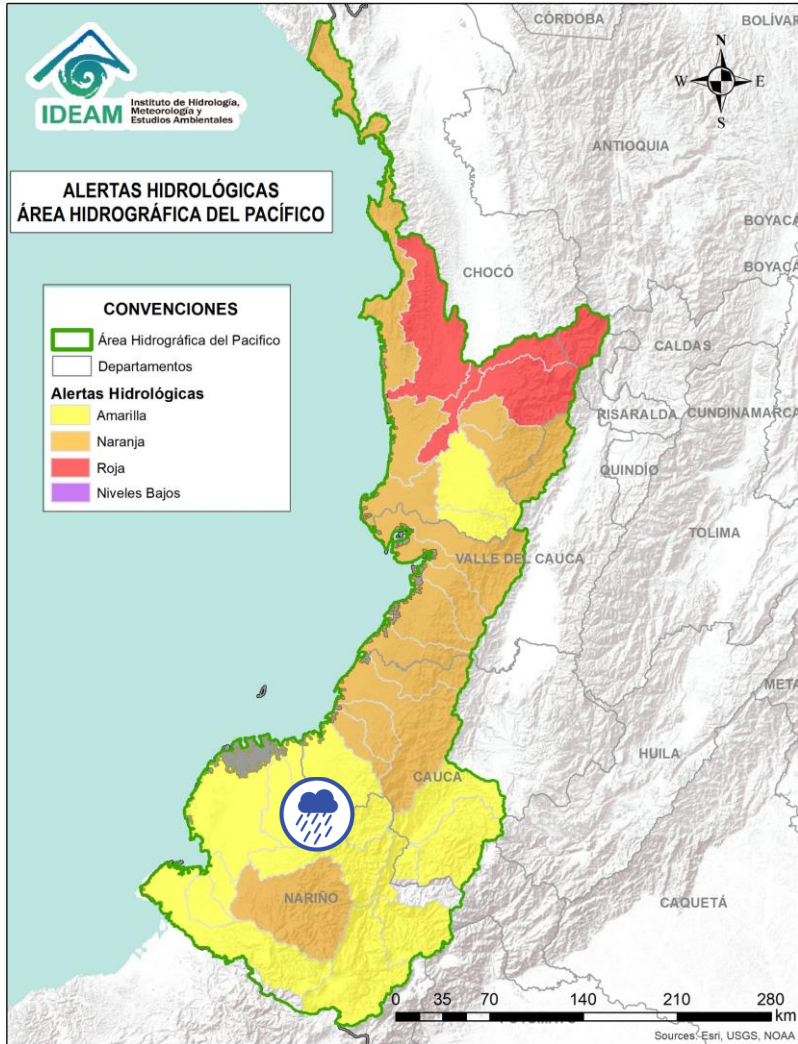 IDEAM
Instituto de Hidrología,
Meteorología y
Estudios Ambientales
ALERTAS HIDROLÓGICAS
ÁREA HIDROGRÁFICA DEL PACÍFICO
CONVENCIONES
Área Hidrográfica del Pacífico
Departamentos
Alertas Hidrológicas
Amarilla
Naranja
Roja
Niveles Bajos
N
W
E
S
CÓRDOBA
BOLÍVAR
ANTIOQUIA
BOYACÁ
CHOCÓ
BOYACÁ
CALDAS
RISARALDA
CUNDINAMARCA
QUINDÍO
TOLIMA
VALLE DEL CAUCA
META
HUILA
CAUCA
NARIÑO
CAQUETÁ
0 35 70 140 210 280
km
Sources: Esri, USGS, NOAA